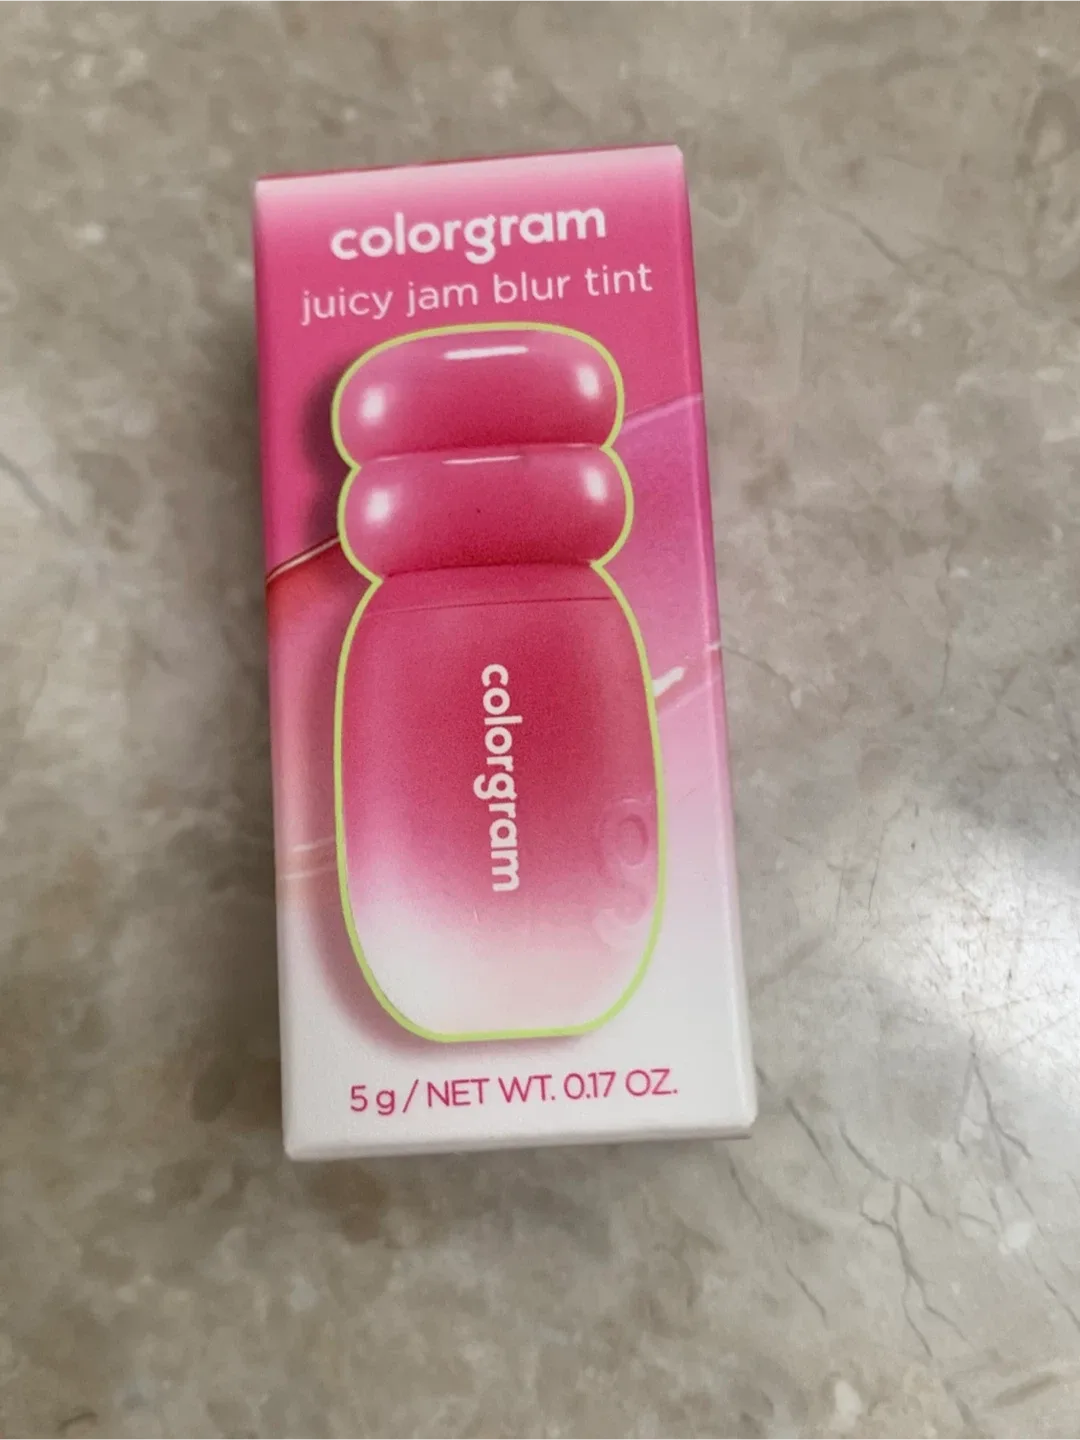 colorgram
juicy jam blur tint
colorgram
5 g / NET WT. 0.17 OZ.